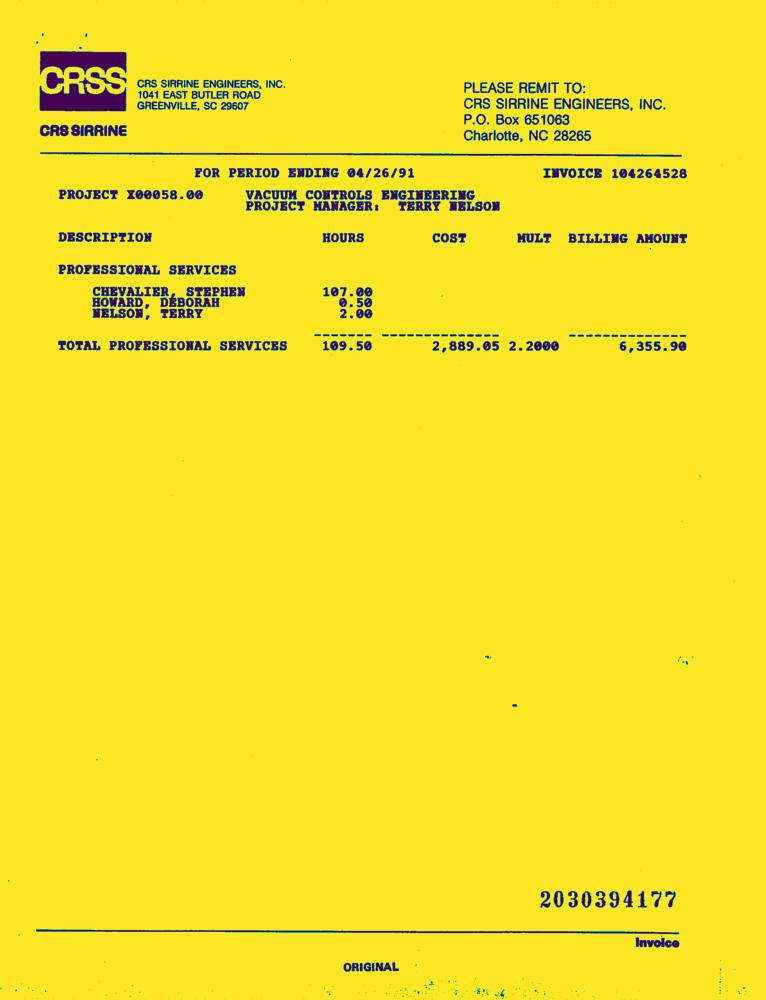 CRSS
CRS SIRRINE
CRS SIRRINE ENGINEERS, INC.
1041 EAST BUTLER ROAD
GREENVILLE, SC 29607
PLEASE REMIT TO:
CRS SIRRINE ENGINEERS, INC.
P.O. Box 651063
Charlotte, NC 28265
FOR PERIOD ENDING 04/26/91 INVOICE 104264528
PROJECT X00058.00 VACUUM CONTROLS ENGINEERING
PROJECT MANAGER: TERRY NELSON
DESCRIPTION HOURS COST MULT BILLING AMOUNT
PROFESSIONAL SERVICES
CHEVALIER, STEPHEN 107.00
HOWARD, DEBORAH 0.50
NELSON, TERRY 2.00
TOTAL PROFESSIONAL SERVICES 109.50 2,889.05 2.2000 6,355.90
2030394177
Invoice
ORIGINAL